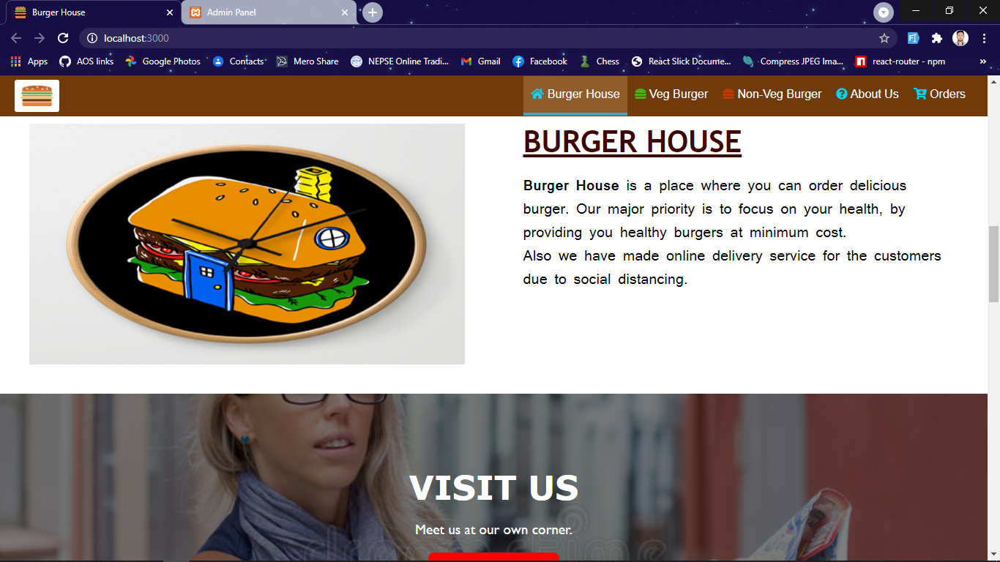 Burger House
Admin Panel
localhost:3000
Apps
AOS links
Google Photos
Contacts
Mero Share
NEPSE Online Tradi...
Gmail
Facebook
Chess
React Slick Docume...
Compress JPEG Ima...
react-router - npm
»
Burger House
Veg Burger
Non-Veg Burger
About Us
Orders
BURGER HOUSE
Burger House is a place where you can order delicious
burger. Our major priority is to focus on your health, by
providing you healthy burgers at minimum cost.
Also we have made online delivery service for the customers
due to social distancing.
VISIT US
Meet us at our own corner.
dreamstime